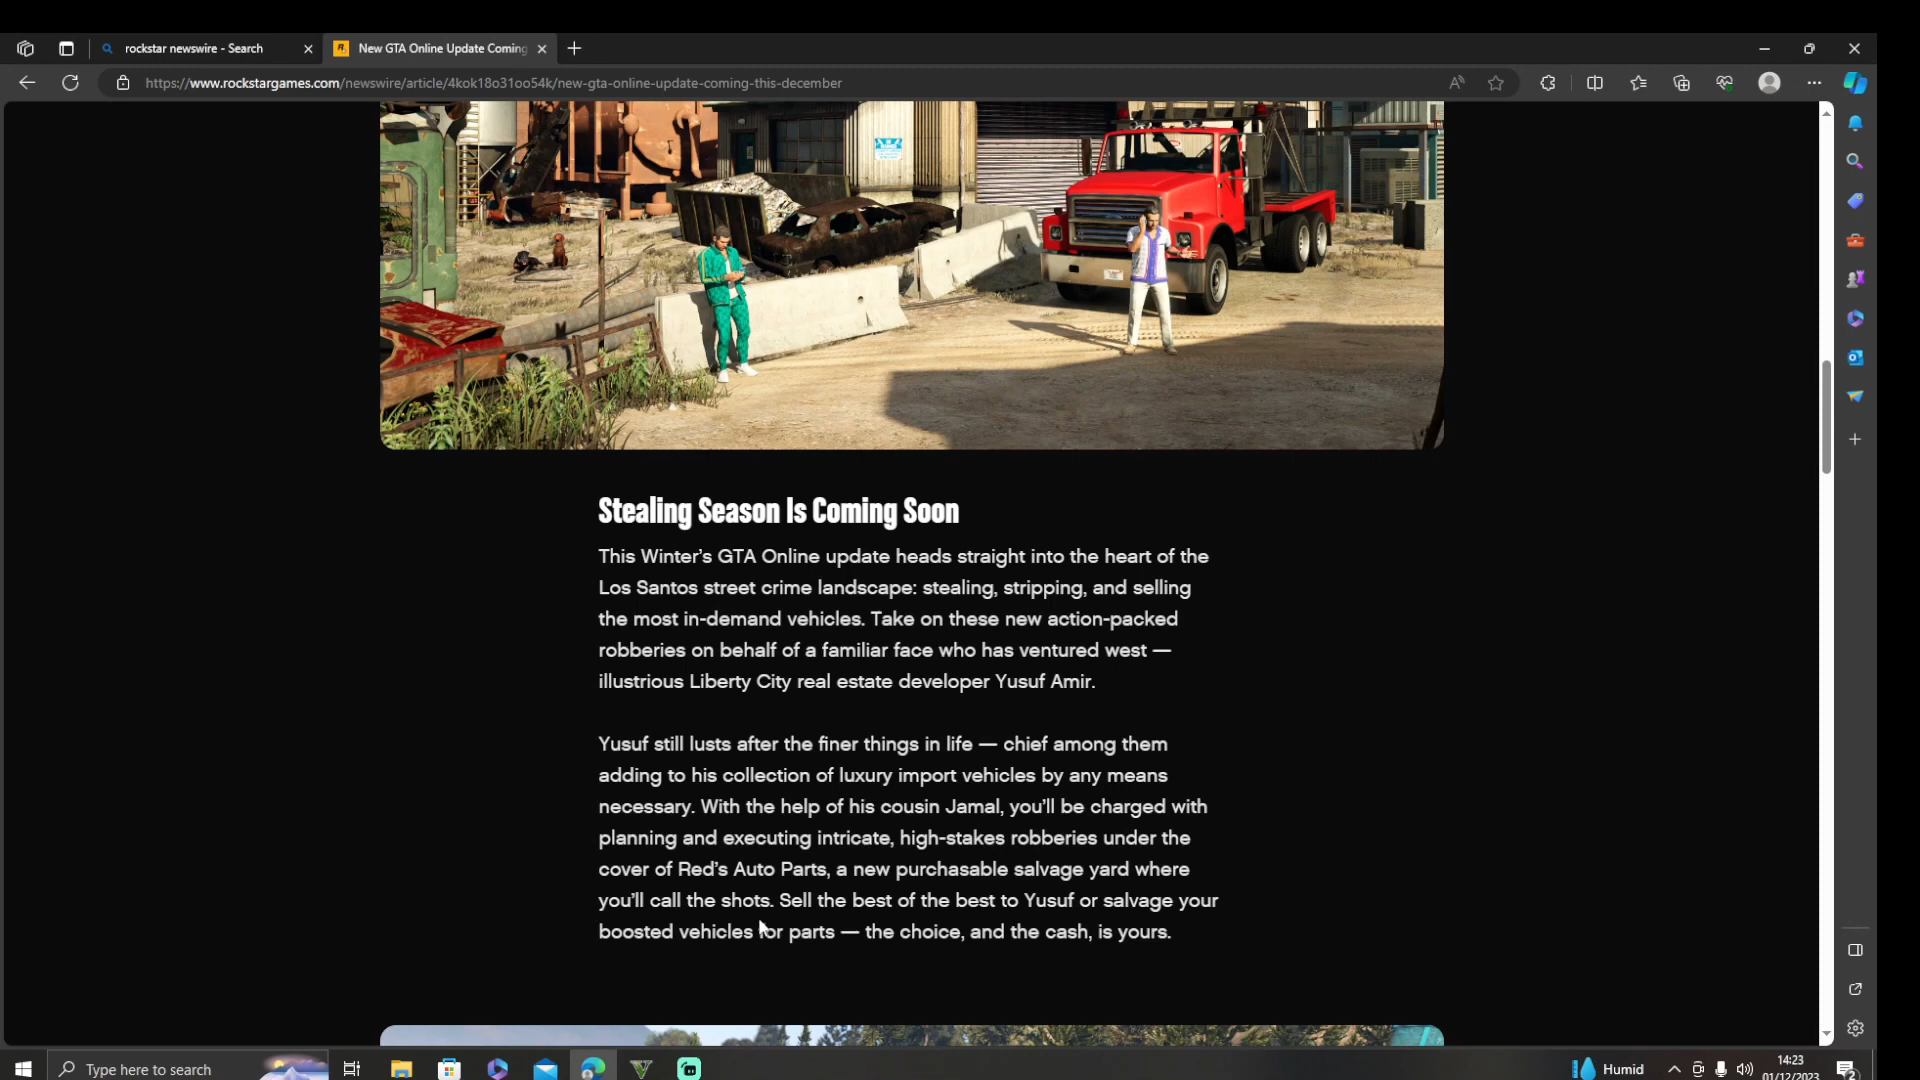 rockstar newswire - Search
New GTA Online Update Coming
https://www.rockstargames.com/newswire/article/4kok18o31oo54k/new-gta-online-update-coming-this-december
Stealing Season Is Coming Soon
This Winter's GTA Online update heads straight into the heart of the
Los Santos street crime landscape: stealing, stripping, and selling
the most in-demand vehicles. Take on these new action-packed
robberies on behalf of a familiar face who has ventured west —
illustrious Liberty City real estate developer Yusuf Amir.
Yusuf still lusts after the finer things in life — chief among them
adding to his collection of luxury import vehicles by any means
necessary. With the help of his cousin Jamal, you'll be charged with
planning and executing intricate, high-stakes robberies under the
cover of Red's Auto Parts, a new purchasable salvage yard where
you'll call the shots. Sell the best of the best to Yusuf or salvage your
boosted vehicles for parts — the choice, and the cash, is yours.
Type here to search
Humid
14:23
01/12/2023
2